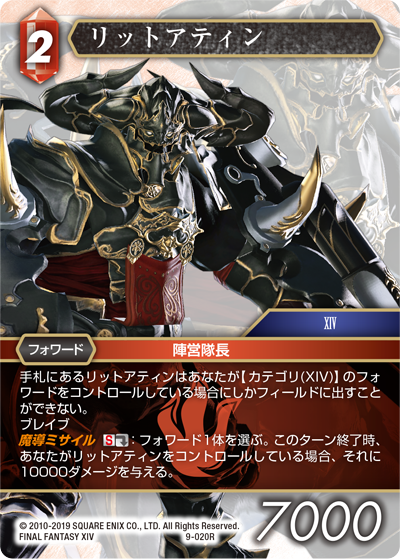 2
リットアティン
XIV
フォワード
陣営隊長
手札にあるリットアティンはあなたが【カテゴリ(XIV)】のフォ
ワードをコントロールしている場合にしかフィールドに出すこと
ができない。
ブレイブ
魔導ミサイル S：フォワード1体を選ぶ。このターン終了時、
あなたがリットアティンをコントロールしている場合、それに
10000ダメージを与える。
© 2010-2019 SQUARE ENIX CO., LTD. All Rights Reserved.
FINAL FANTASY XIV
9-020R
7000